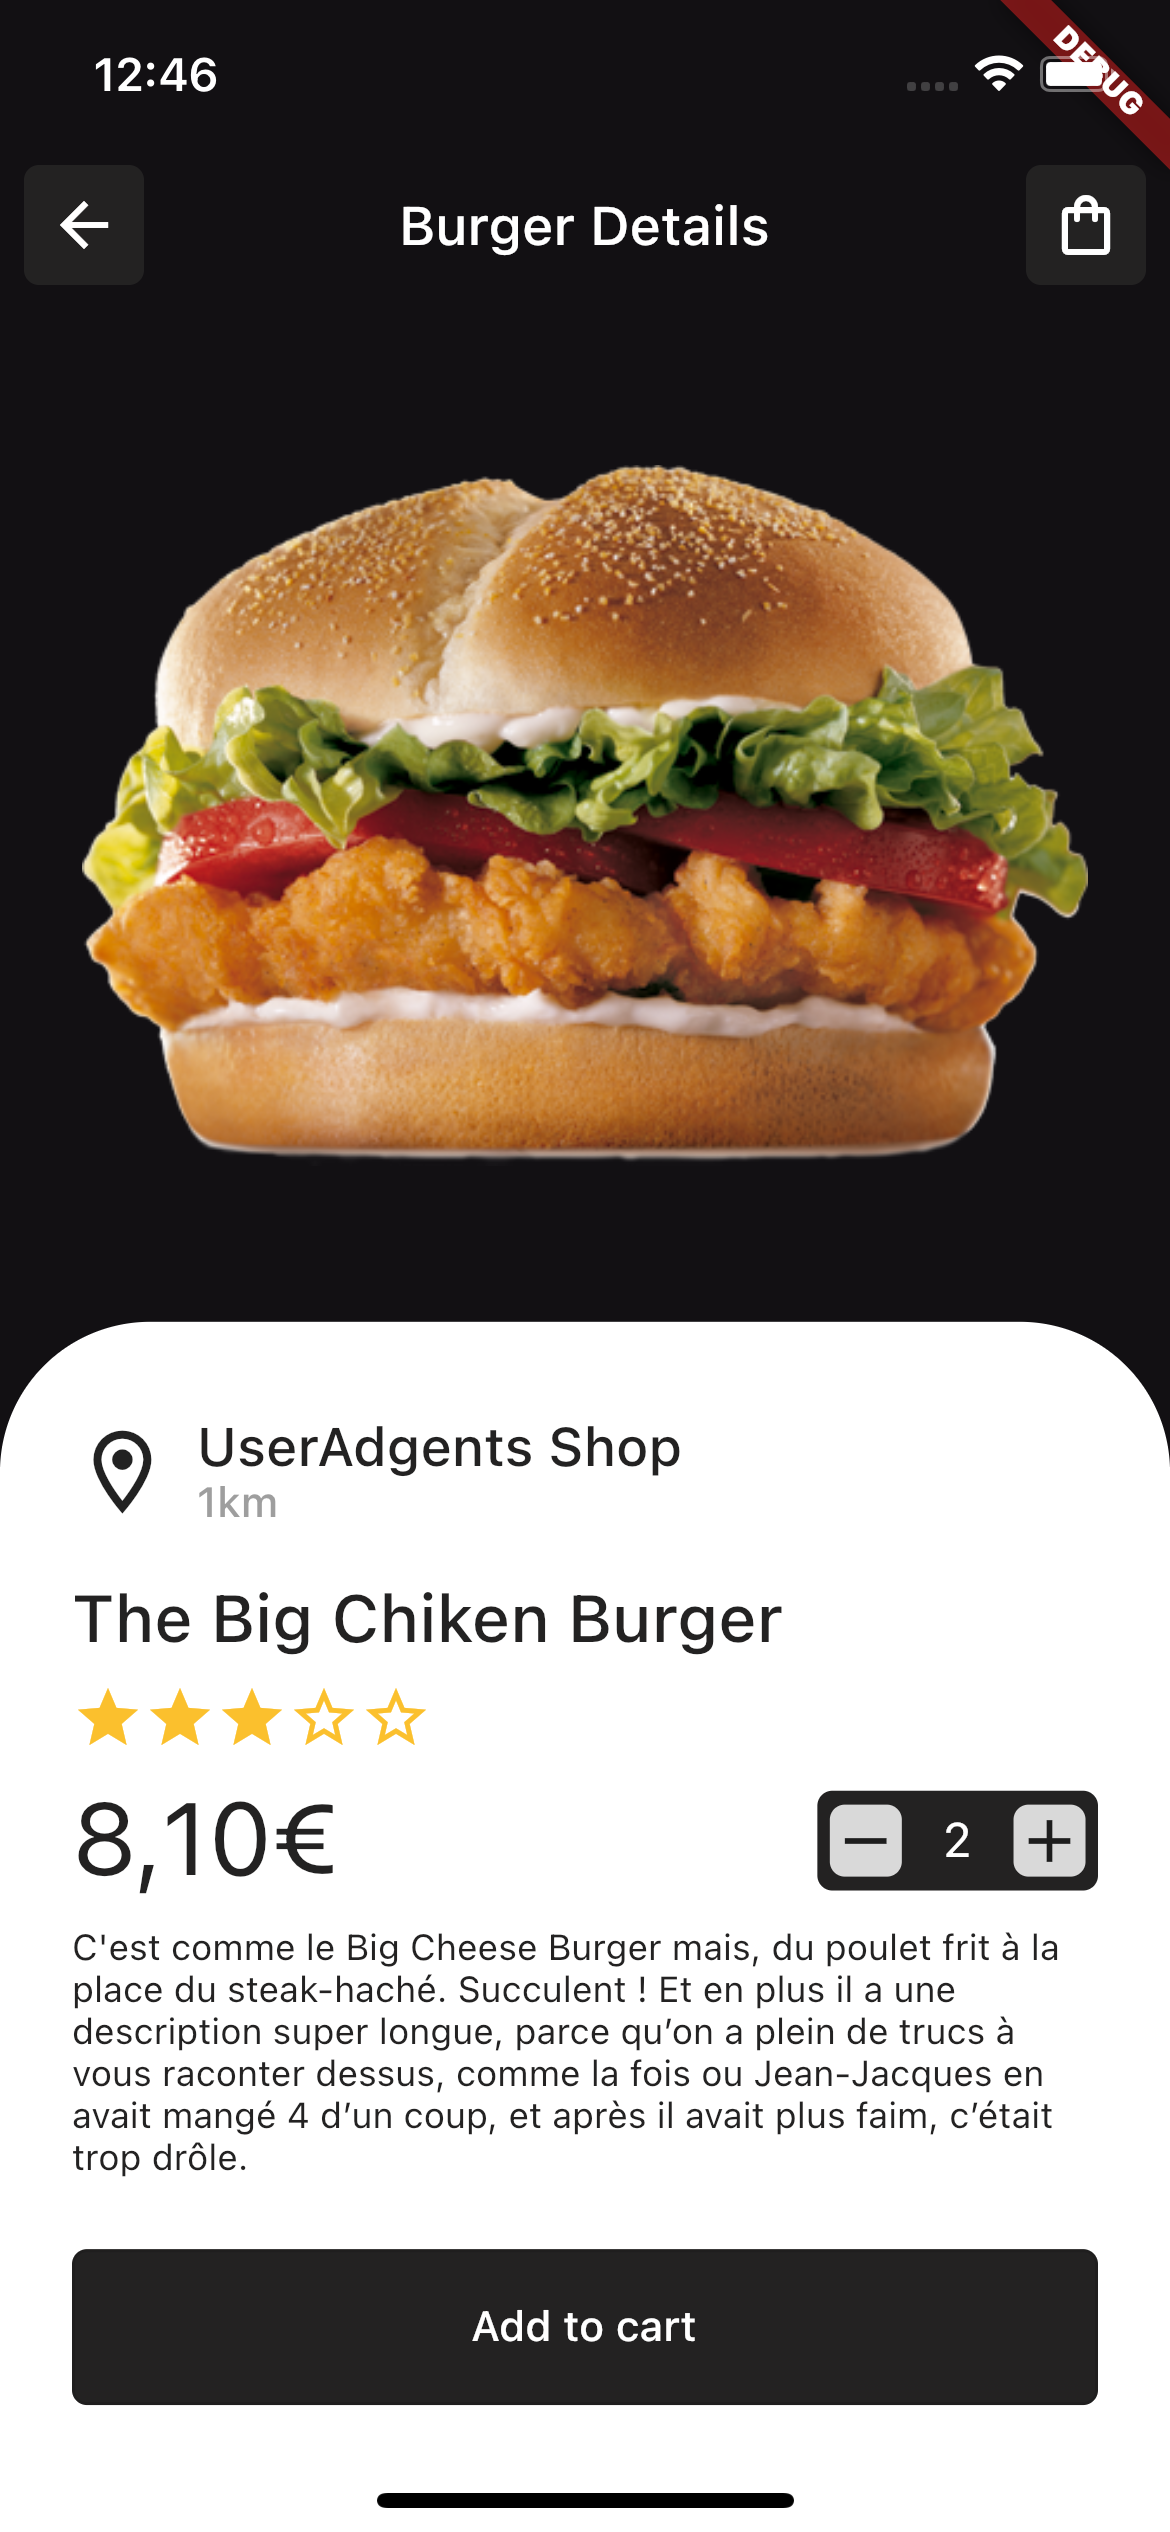 12:46
DEBUG
Burger Details
UserAdgents Shop
1km
The Big Chiken Burger
8,10€
2
C'est comme le Big Cheese Burger mais, du poulet frit à la
place du steak-haché. Succulent ! Et en plus il a une
description super longue, parce qu’on a plein de trucs à
vous raconter dessus, comme la fois ou Jean-Jacques en
avait mangé 4 d’un coup, et après il avait plus faim, c’était
trop drôle.
Add to cart